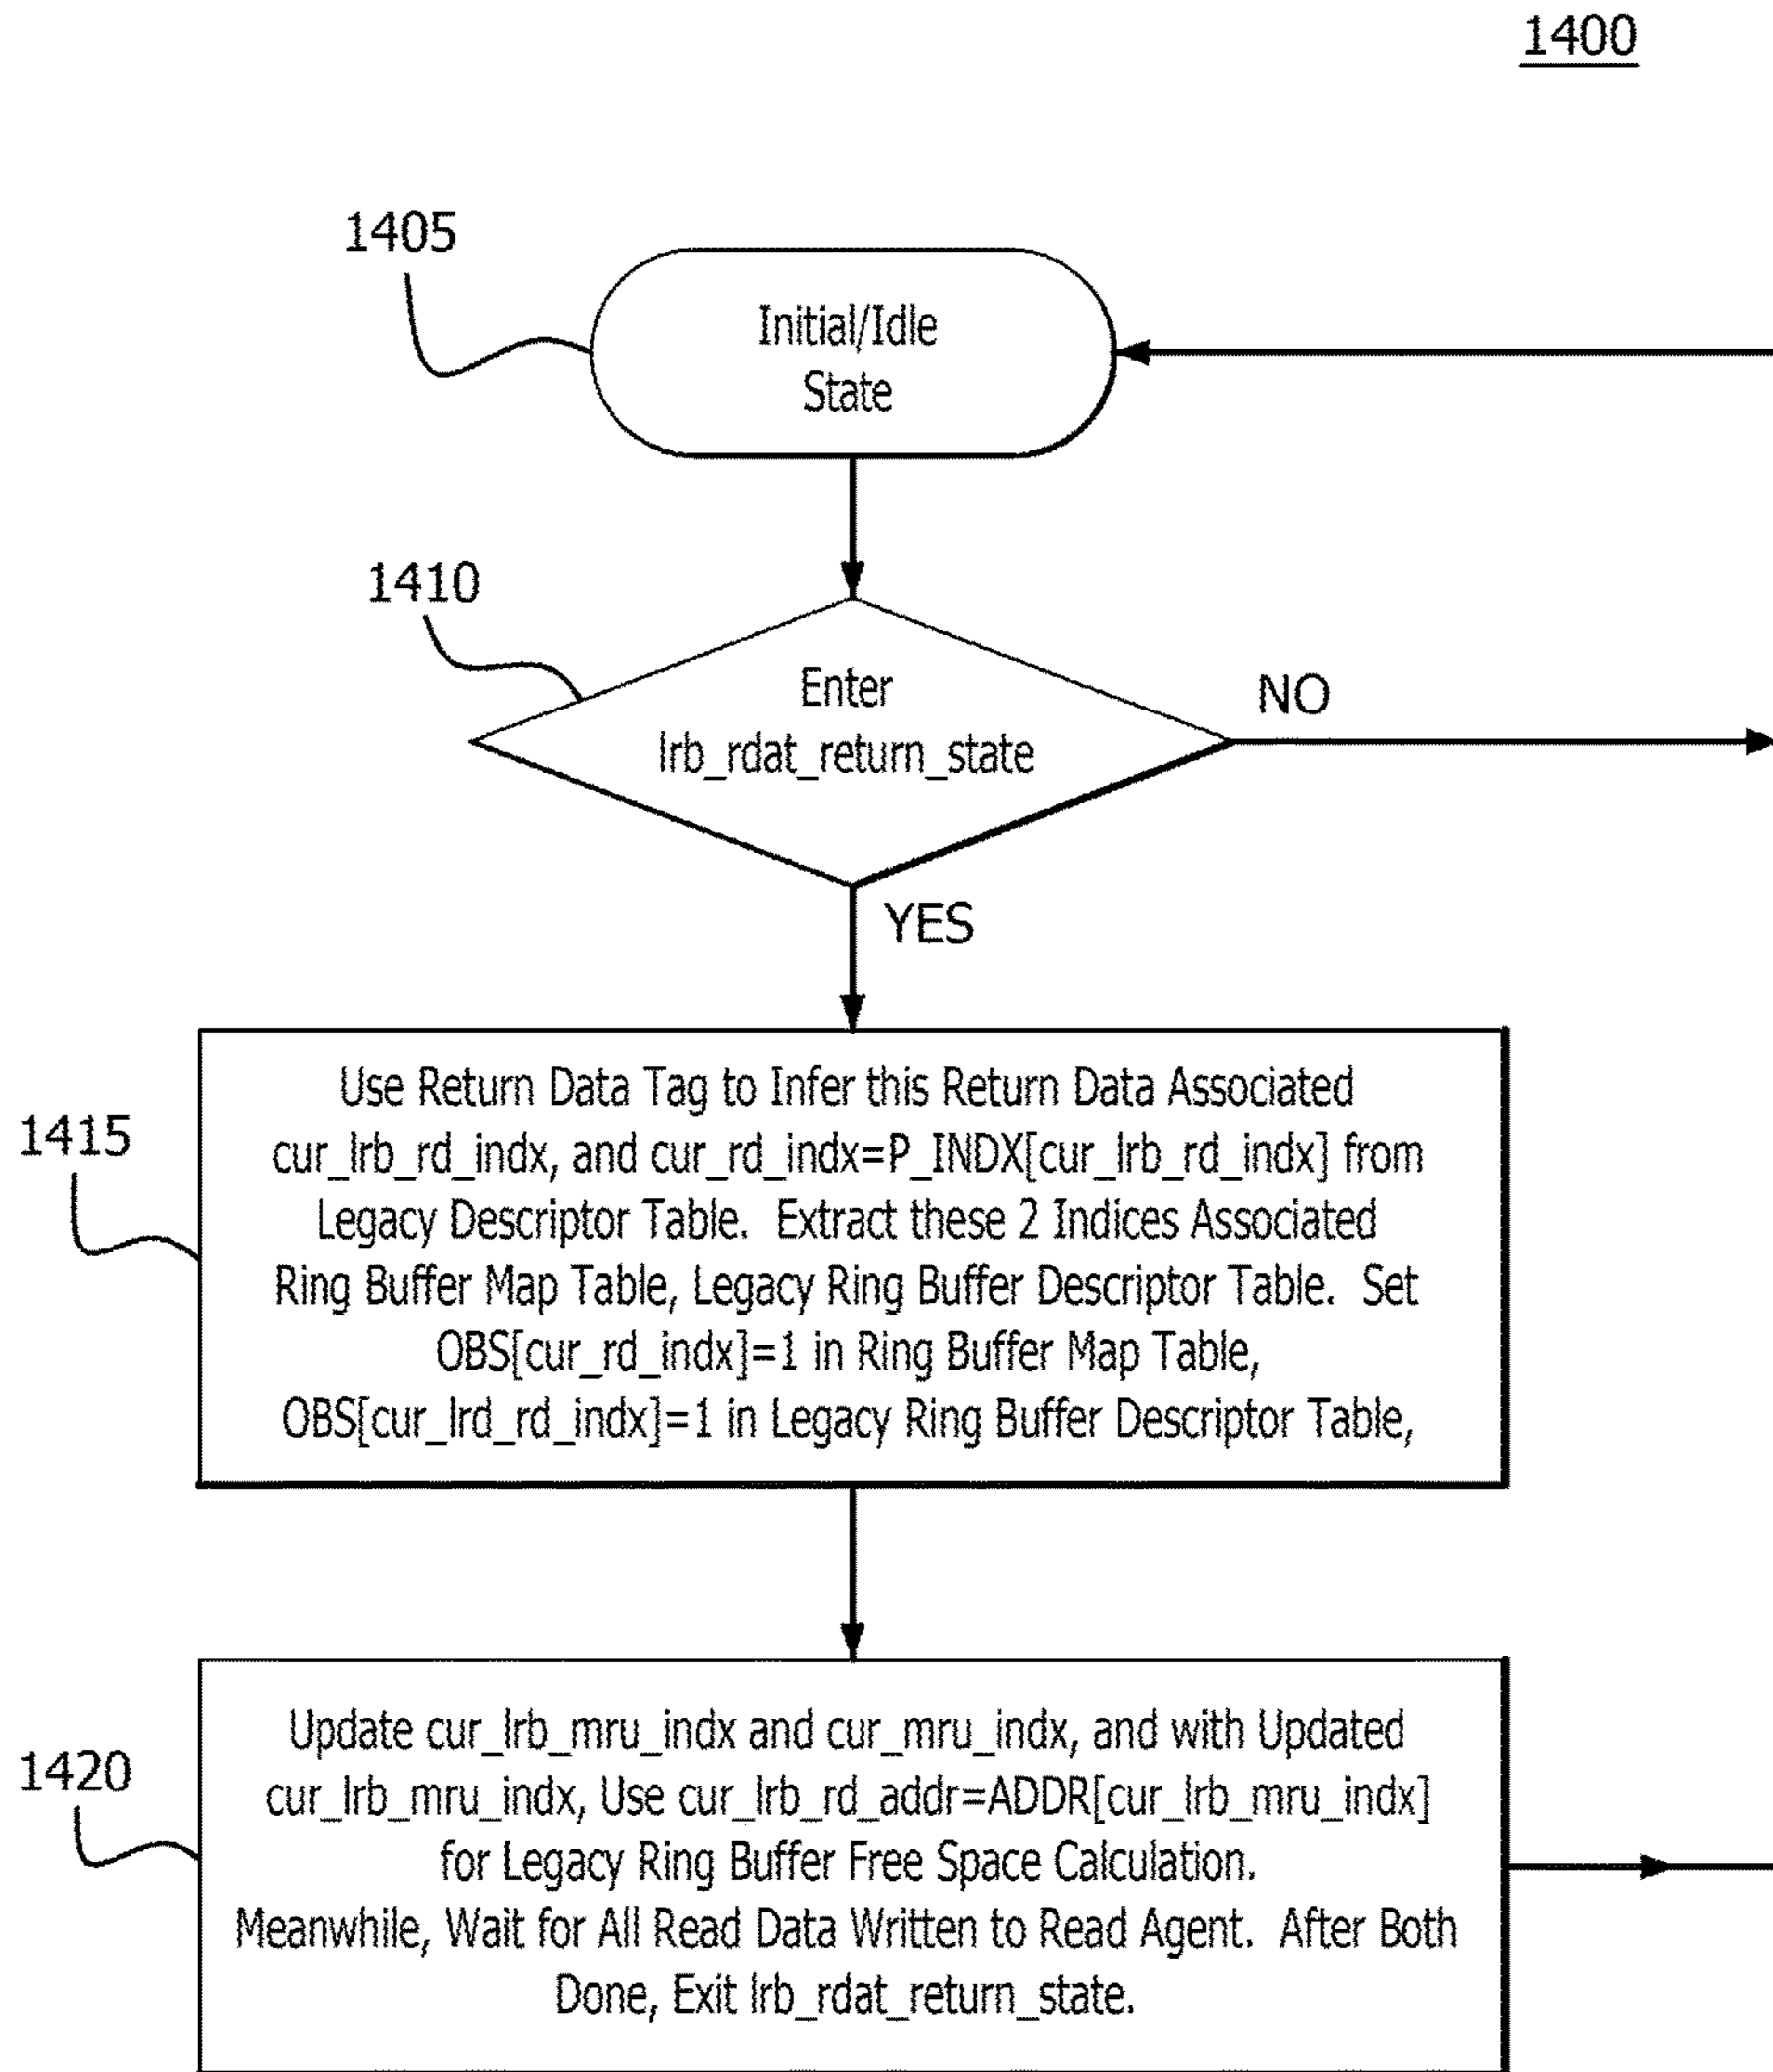 1400
1405
Initial/Idle
State
1410
Enter
lrb_rdat_return_state
NO
YES
1415
Use Return Data Tag to Infer this Return Data Associated
cur_lrb_rd_indx, and cur_rd_indx=P_INDX[cur_lrb_rd_indx] from
Legacy Descriptor Table. Extract these 2 Indices Associated
Ring Buffer Map Table, Legacy Ring Buffer Descriptor Table. Set
OBS[cur_rd_indx]=1 in Ring Buffer Map Table,
OBS[cur_lrd_rd_indx]=1 in Legacy Ring Buffer Descriptor Table,
1420
Update cur_lrb_mru_indx and cur_mru_indx, and with Updated
cur_lrb_mru_indx, Use cur_lrb_rd_addr=ADDR[cur_lrb_mru_indx]
for Legacy Ring Buffer Free Space Calculation.
Meanwhile, Wait for All Read Data Written to Read Agent. After Both
Done, Exit lrb_rdat_return_state.